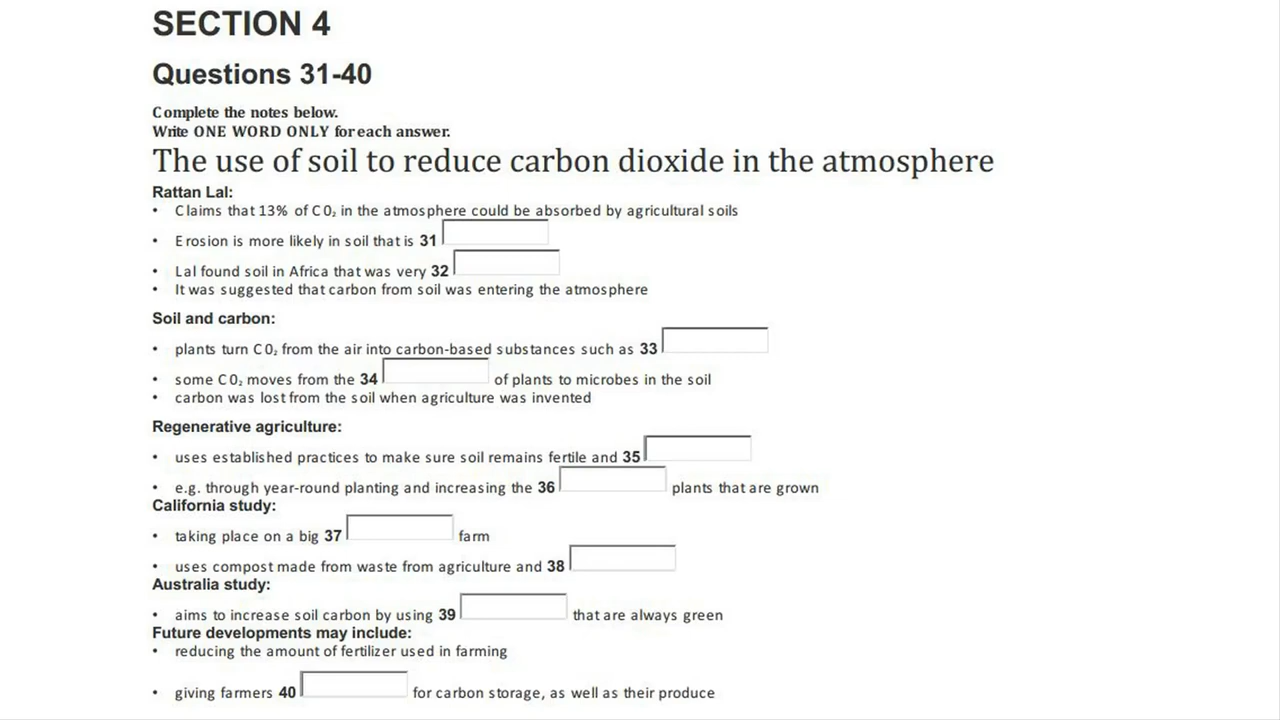 SECTION 4
Questions 31-40
Complete the notes below.
Write ONE WORD ONLY for each answer.
The use of soil to reduce carbon dioxide in the atmosphere
Rattan Lal:
• Claims that 13% of CO₂ in the atmosphere could be absorbed by agricultural soils
• Erosion is more likely in soil that is 31
• Lal found soil in Africa that was very 32
• It was suggested that carbon from soil was entering the atmosphere
Soil and carbon:
• plants turn CO₂ from the air into carbon-based substances such as 33
• some CO₂ moves from the 34 of plants to microbes in the soil
• carbon was lost from the soil when agriculture was invented
Regenerative agriculture:
• uses established practices to make sure soil remains fertile and 35
• e.g. through year-round planting and increasing the 36 plants that are grown
California study:
• taking place on a big 37 farm
• uses compost made from waste from agriculture and 38
Australia study:
• aims to increase soil carbon by using 39 that are always green
Future developments may include:
• reducing the amount of fertilizer used in farming
• giving farmers 40 for carbon storage, as well as their produce